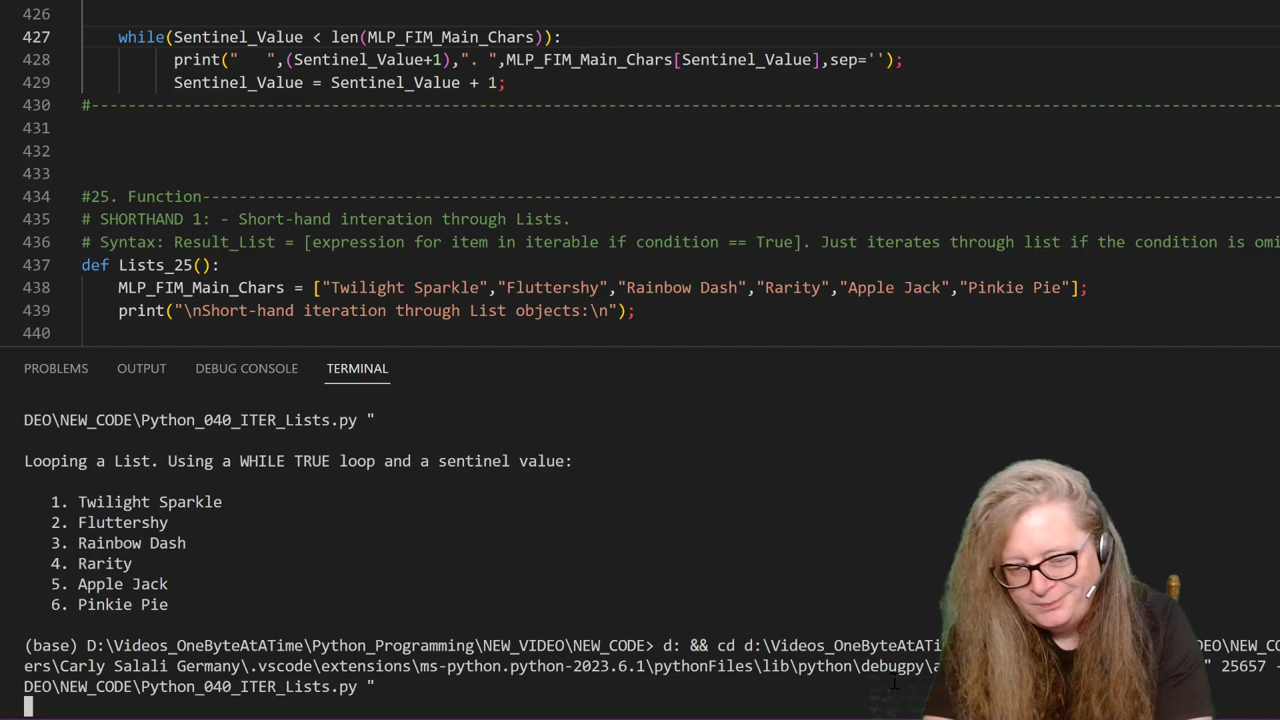 426
427 while(Sentinel_Value < len(MLP_FIM_Main_Chars)):
428 print("   ",(Sentinel_Value+1),". ",MLP_FIM_Main_Chars[Sentinel_Value],sep='');
429 Sentinel_Value = Sentinel_Value + 1;
430 #------------------------------------------------------------------------------------------------------------------------------------
431
432
433
434 #25. Function---------------------------------------------------------------------------------------------------------------------
435 # SHORTHAND 1: - Short-hand interation through Lists.
436 # Syntax: Result_List = [expression for item in iterable if condition == True]. Just iterates through list if the condition is omi
437 def Lists_25():
438 MLP_FIM_Main_Chars = ["Twilight Sparkle","Fluttershy","Rainbow Dash","Rarity","Apple Jack","Pinkie Pie"];
439 print("\nShort-hand iteration through List objects:\n");
440
PROBLEMS OUTPUT DEBUG CONSOLE TERMINAL
DEO\NEW_CODE\Python_040_ITER_Lists.py "
Looping a List. Using a WHILE TRUE loop and a sentinel value:
1. Twilight Sparkle
2. Fluttershy
3. Rainbow Dash
4. Rarity
5. Apple Jack
6. Pinkie Pie
(base) D:\Videos_OneByteAtATime\Python_Programming\NEW_VIDEO\NEW_CODE> d: && cd d:\Videos_OneByteAtATi DEO\NEW_CO
ers\Carly Salali Germany\.vscode\extensions\ms-python.python-2023.6.1\pythonFiles\lib\python\debugpy\a " 25657 -
DEO\NEW_CODE\Python_040_ITER_Lists.py "